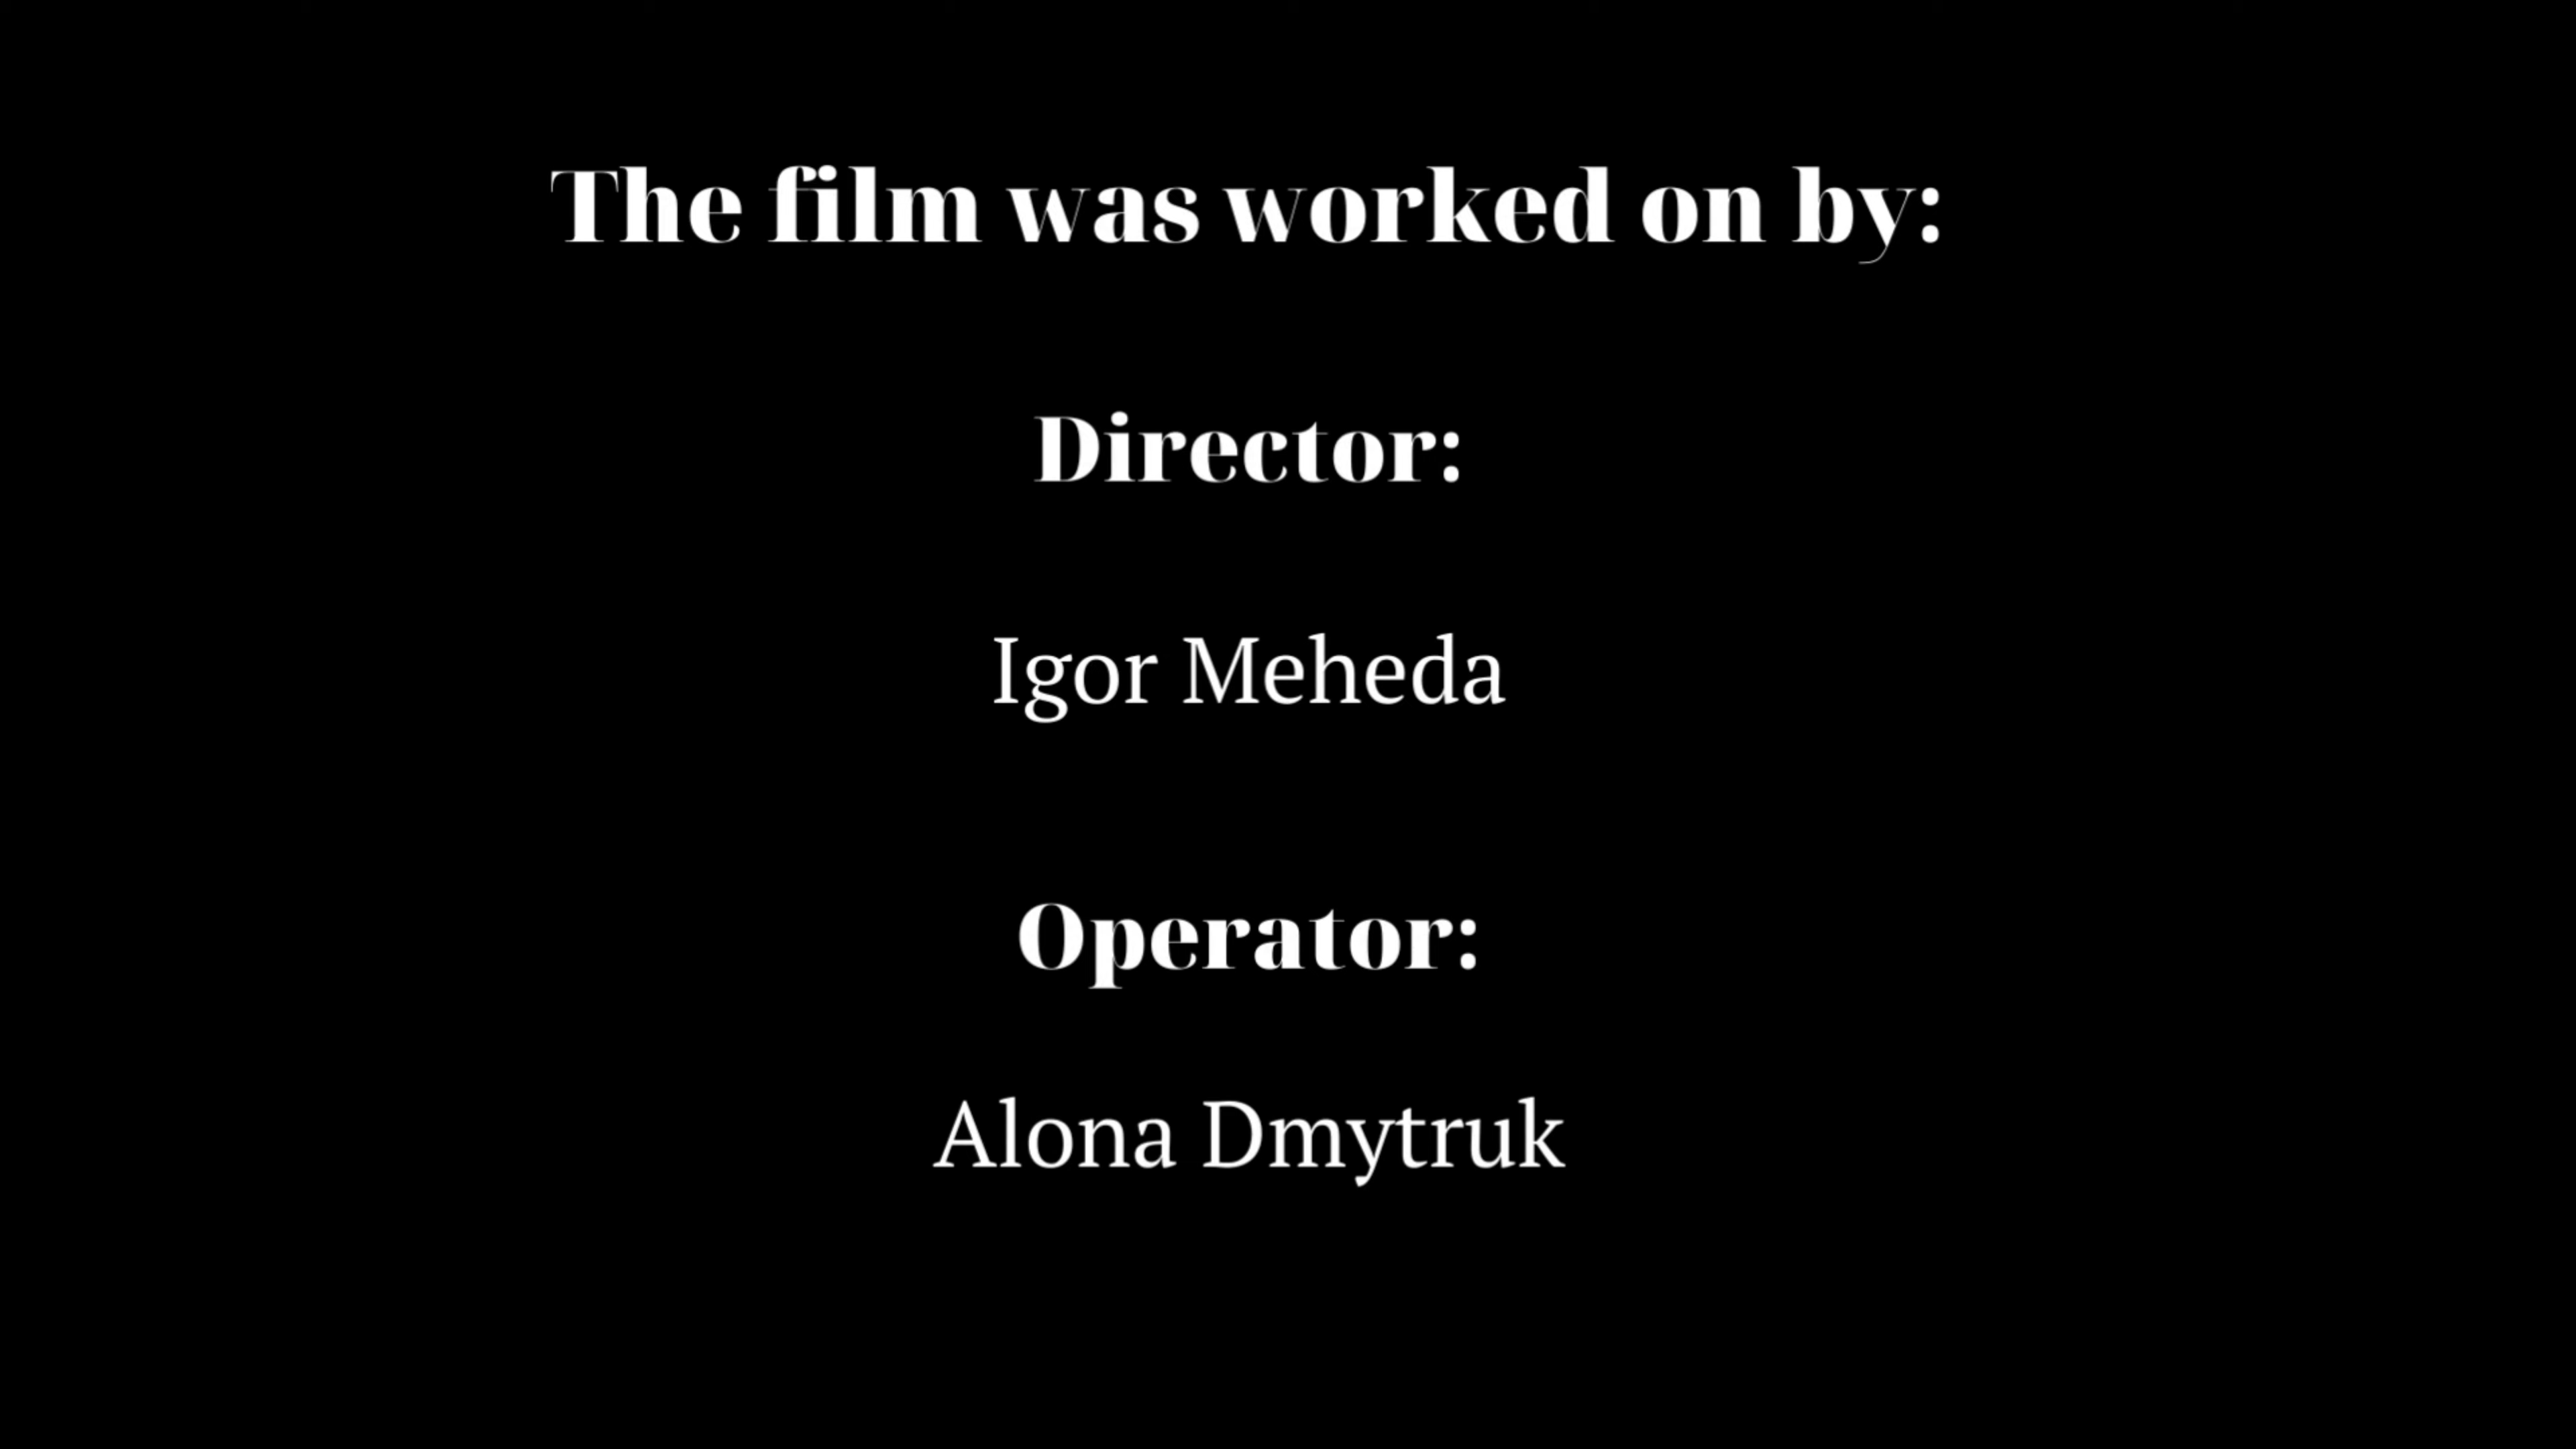 The film was worked on by:
Director:
Igor Meheda
Operator:
Alona Dmytruk